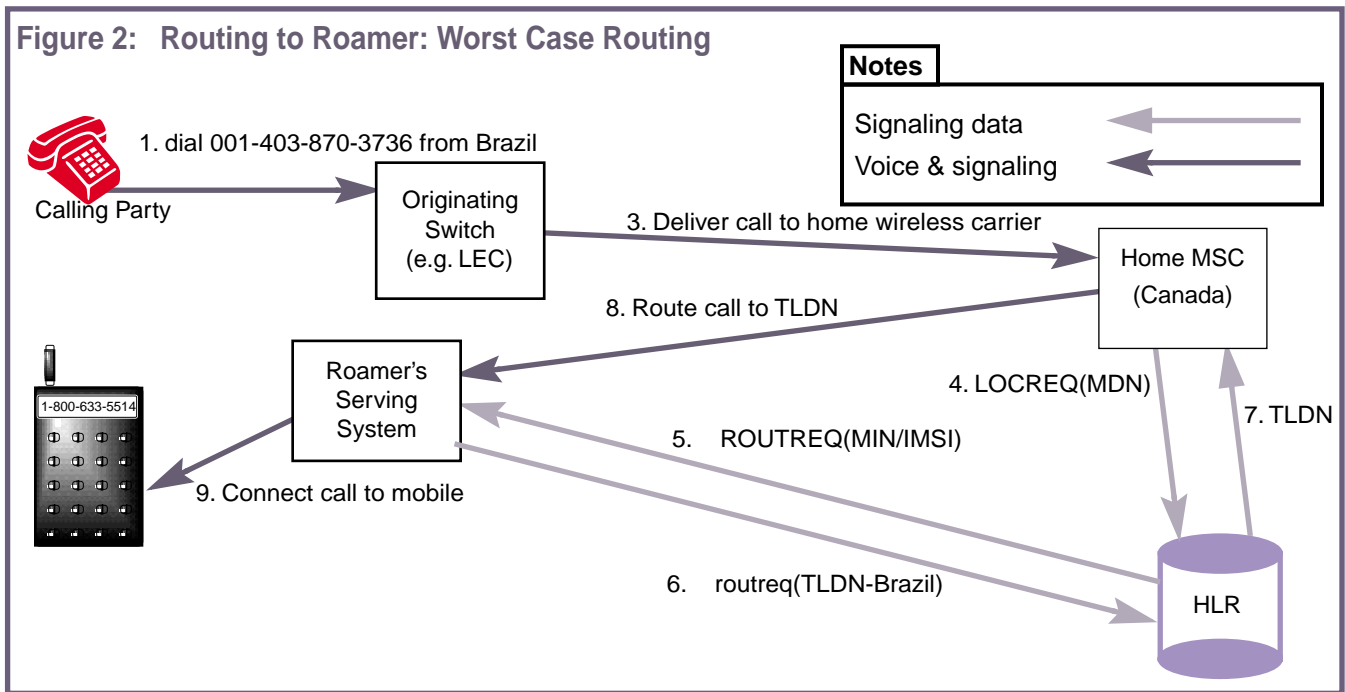 Figure 2: Routing to Roamer: Worst Case Routing
Notes
Signaling data
Voice & signaling
1. dial 001-403-870-3736 from Brazil
Calling Party
Originating
Switch
(e.g. LEC)
3. Deliver call to home wireless carrier
Home MSC
(Canada)
8. Route call to TLDN
Roamer's
Serving
System
4. LOCREQ(MDN)
7. TLDN
1-800-633-5514
5. ROUTREQ(MIN/IMSI)
9. Connect call to mobile
6. routreq(TLDN-Brazil)
HLR